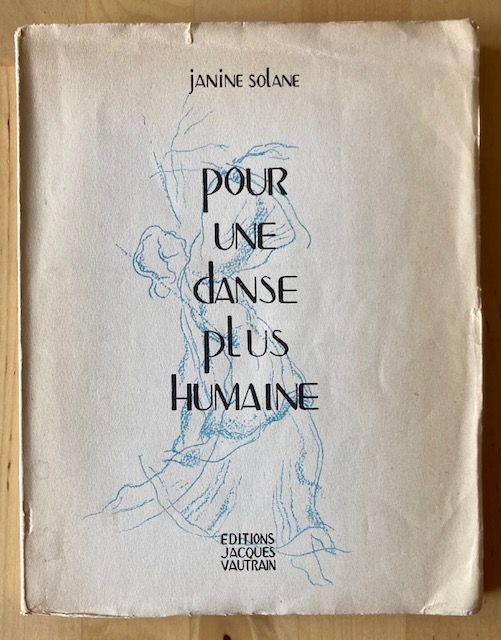 janine solane
pour
une
danse
plus
humaine
EDITIONS
JACQUES
VAUTRAIN